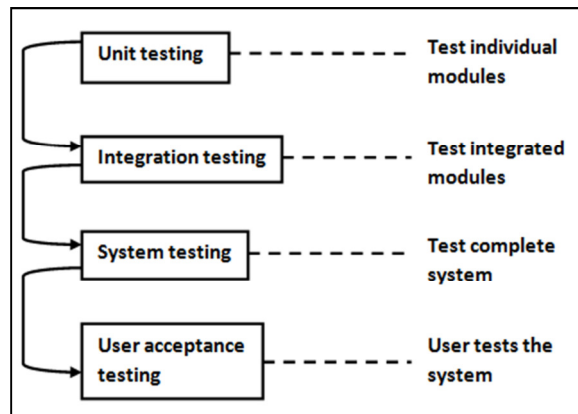 Unit testing
Test individual
modules
Integration testing
Test integrated
modules
System testing
Test complete
system
User acceptance
testing
User tests the
system